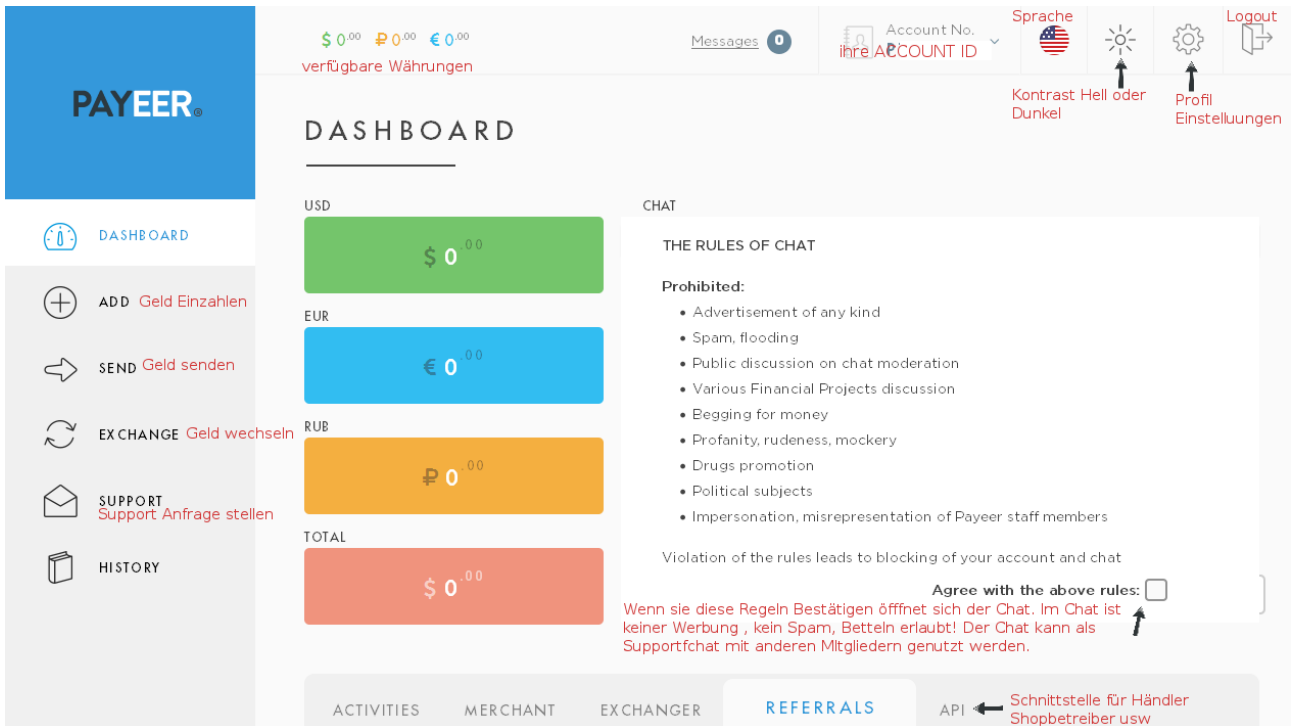 $ 0.00 ₽ 0.00 € 0.00
verfügbare Währungen
Messages 0
Account No.
P
ihre ACCOUNT ID
Sprache
Logout
Kontrast Hell oder
Dunkel
Profil
Einstelluungen
PAYEER®
DASHBOARD
DASHBOARD
ADD Geld Einzahlen
SEND Geld senden
EXCHANGE Geld wechseln
SUPPORT
Support Anfrage stellen
HISTORY
USD
$ 0.00
EUR
€ 0.00
RUB
₽ 0.00
TOTAL
$ 0.00
CHAT
THE RULES OF CHAT
Prohibited:
• Advertisement of any kind
• Spam, flooding
• Public discussion on chat moderation
• Various Financial Projects discussion
• Begging for money
• Profanity, rudeness, mockery
• Drugs promotion
• Political subjects
• Impersonation, misrepresentation of Payeer staff members
Violation of the rules leads to blocking of your account and chat
Agree with the above rules:
Wenn sie diese Regeln Bestätigen öffnet sich der Chat. Im Chat ist
keiner Werbung , kein Spam, Betteln erlaubt! Der Chat kann als
Supportfchat mit anderen Mitgliedern genutzt werden.
ACTIVITIES MERCHANT EXCHANGER REFERRALS API
Schnittstelle für Händler
Shopbetreiber usw